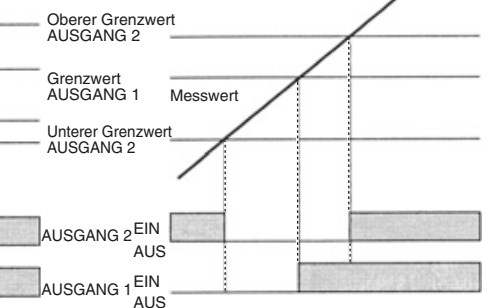 Oberer Grenzwert
AUSGANG 2
Grenzwert
AUSGANG 1
Messwert
Unterer Grenzwert
AUSGANG 2
AUSGANG 2
EIN
AUS
AUSGANG 1
EIN
AUS